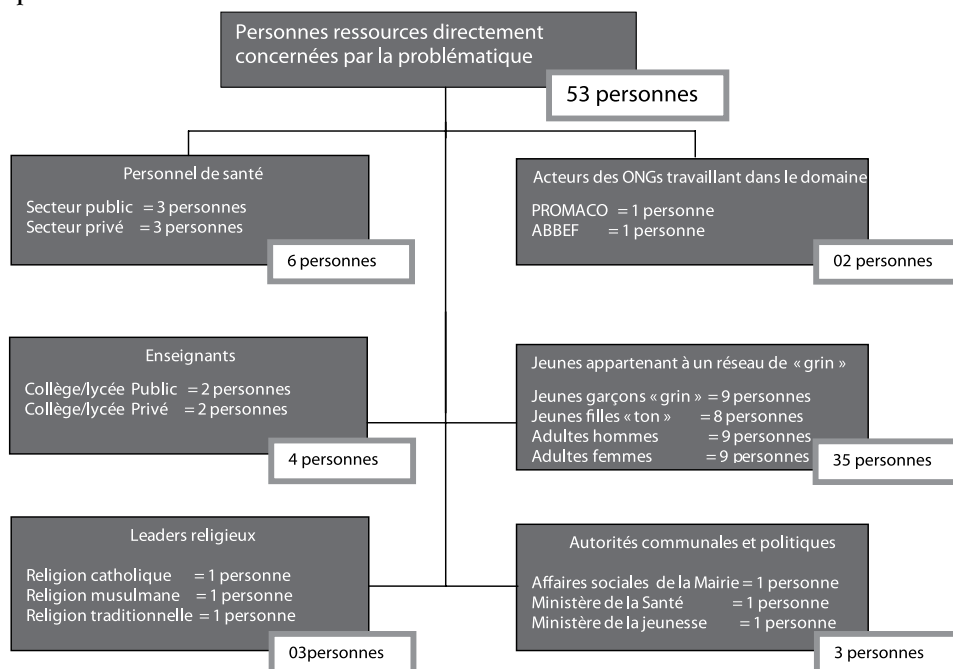 Personnes ressources directement
concernées par la problématique
53 personnes
Personnel de santé
Secteur public = 3 personnes
Secteur privé = 3 personnes
6 personnes
Acteurs des ONGs travaillant dans le domaine
PROMACO = 1 personne
ABBEF = 1 personne
02 personnes
Enseignants
Collège/lycée Public = 2 personnes
Collège/lycée Privé = 2 personnes
4 personnes
Jeunes appartenant à un réseau de « grin »
Jeunes garçons « grin » = 9 personnes
Jeunes filles « ton » = 8 personnes
Adultes hommes = 9 personnes
Adultes femmes = 9 personnes
35 personnes
Leaders religieux
Religion catholique = 1 personne
Religion musulmane = 1 personne
Religion traditionnelle = 1 personne
03personnes
Autorités communales et politiques
Affaires sociales de la Mairie = 1 personne
Ministère de la Santé = 1 personne
Ministère de la jeunesse = 1 personne
3 personnes